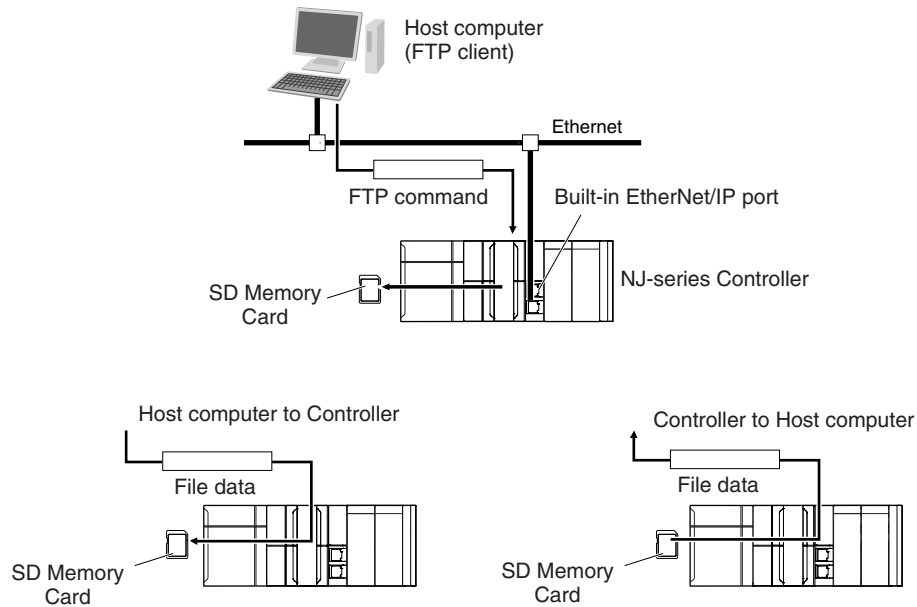 Host computer
(FTP client)
Ethernet
FTP command
Built-in EtherNet/IP port
NJ-series Controller
SD Memory
Card
Host computer to Controller
File data
SD Memory
Card
Controller to Host computer
File data
SD Memory
Card